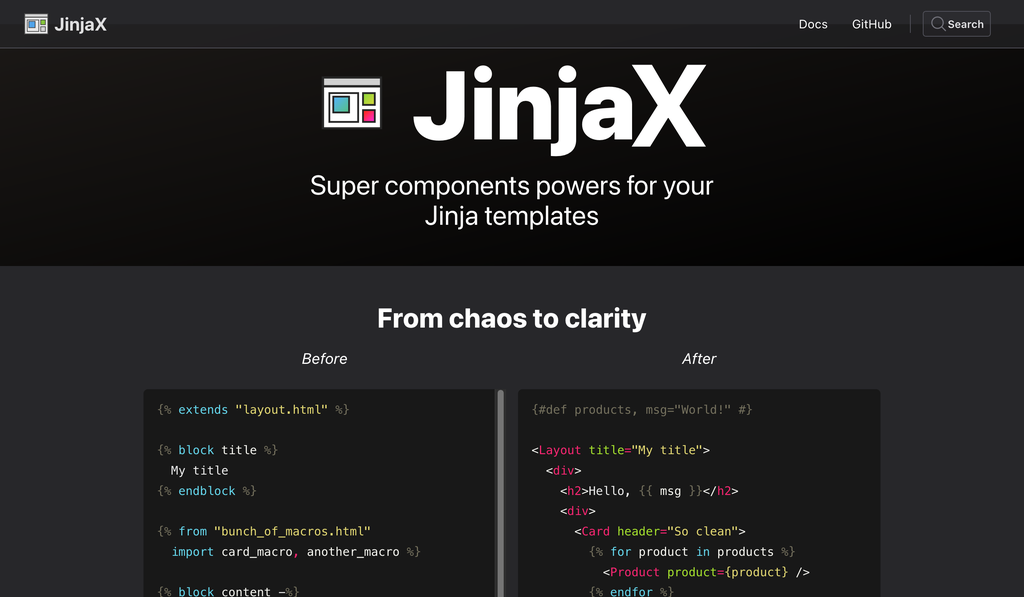 JinjaX
Docs
GitHub
Search
JinjaX
Super components powers for your
Jinja templates
From chaos to clarity
Before
After
{% extends "layout.html" %}
{% block title %}
My title
{% endblock %}
{% from "bunch_of_macros.html"
import card_macro, another_macro %}
{% block content -%}
{#def products, msg="World!" #}
<Layout title="My title">
<div>
<h2>Hello, {{ msg }}</h2>
<div>
<Card header="So clean">
{% for product in products %}
<Product product={product} />
{% endfor %}